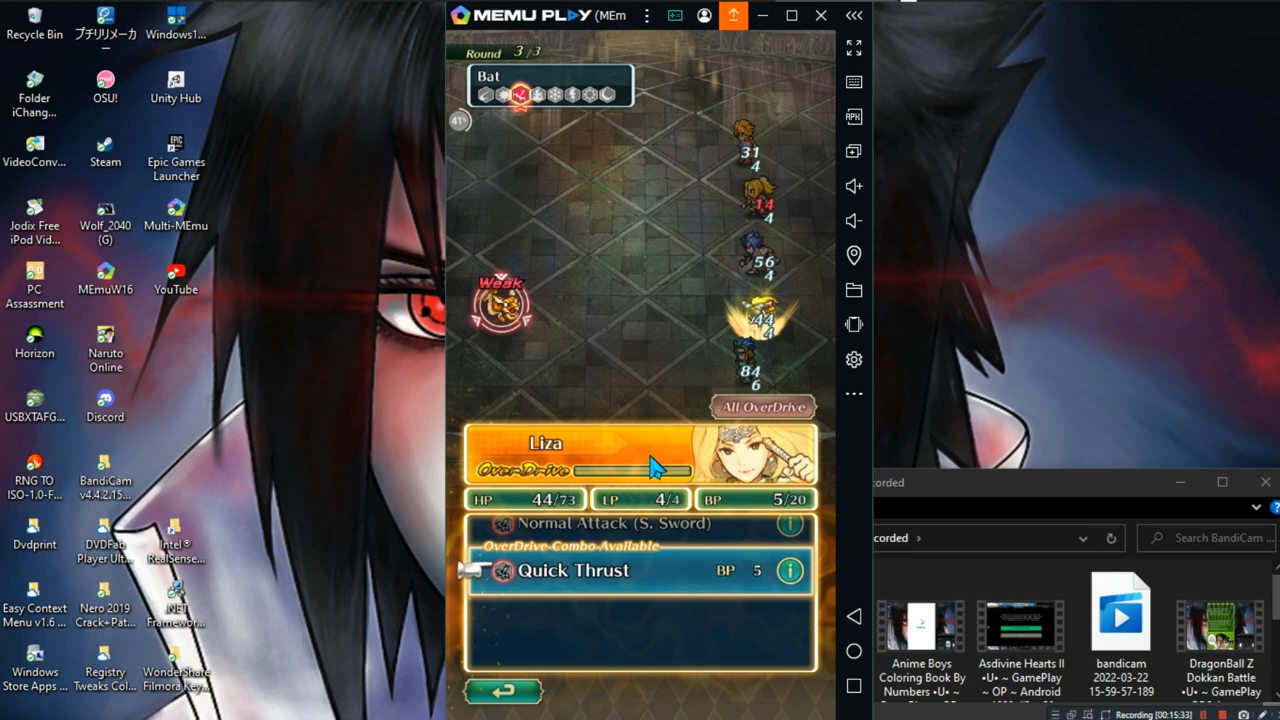 Recycle Bin
プチリリメーカー
Windows1...
Folder iChang...
OSU!
Unity Hub
VideoConv...
Steam
Epic Games Launcher
Jodix Free iPod Vid...
Wolf_2040 (G)
Multi-MEmu
PC Assassment
MEmuW16
YouTube
Horizon
Naruto Online
USBXTAFG...
Discord
RNG TO ISO-1.0-F...
BandiCam v4.4.2.15...
Dvdprint
DVDFab Player Ult...
Intel® RealSense...
Easy Context Menu v1.6 ...
Nero 2019 Crack+Pat...
.NET Framewor...
Windows Store Apps ...
Registry Tweaks Col...
WonderShare Filmora Key...
MEMU PLAY (MEm
Round 3/3
Bat
41%
31
4
14
4
56
4
Weak
44
4
84
6
All OverDrive
Liza
OverDrive
HP 44/73 LP 4/4 BP 5/20
Normal Attack (S. Sword)
OverDrive Combo Available
Quick Thrust BP 5
APK
corded
corded
Search BandiCam ...
Anime Boys Coloring Book By Numbers •U• ~
Asdivine Hearts II •U• ~ GamePlay ~ OP ~ Android
bandicam 2022-03-22 15-59-57-189
DragonBall Z Dokkan Battle •U• ~ GamePlay
Recording [00:15:33]